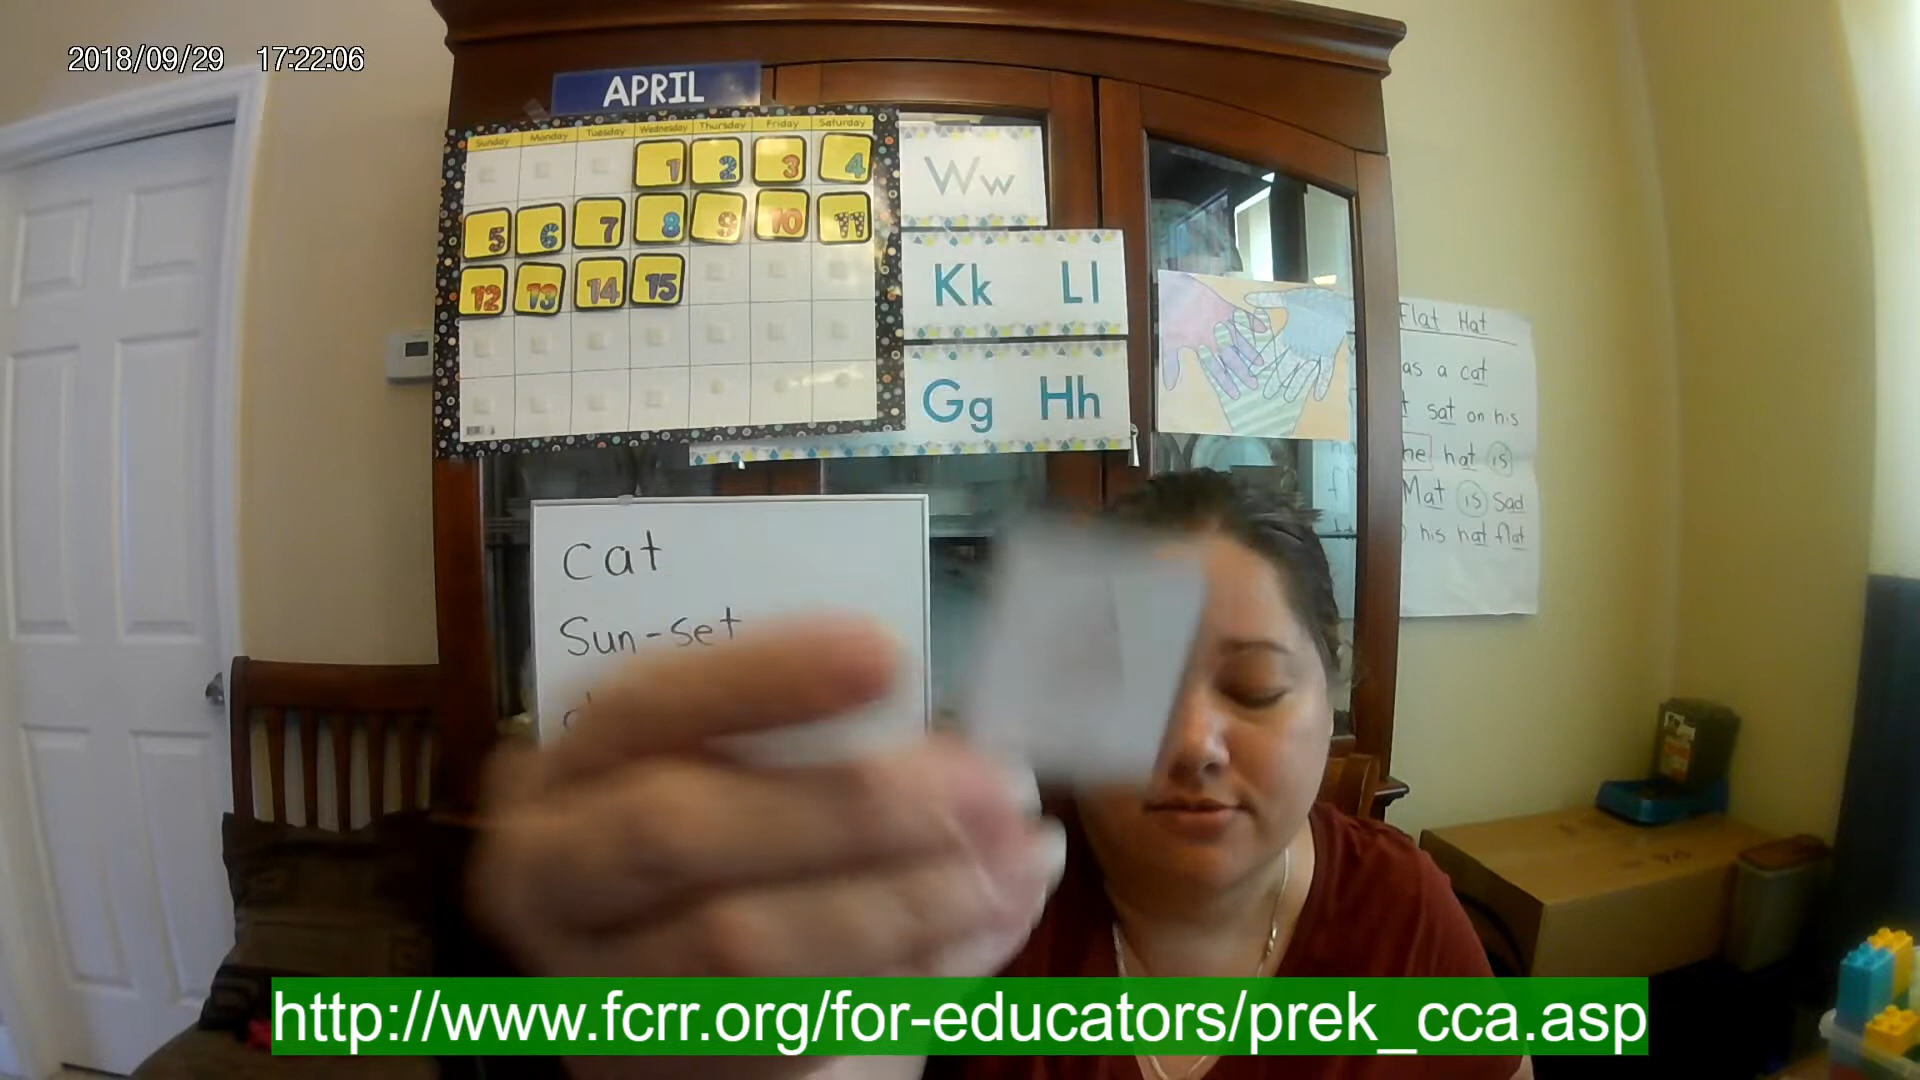 2018/09/29 17:22:06
APRIL
Sunday Monday Tuesday Wednesday Thursday Friday Saturday
1 2 3 4
5 6 7 8 9 10 11
12 13 14 15
Ww
Kk Ll
Gg Hh
Flat Hat
as a cat
sat on his
he hat is
Mat is sad
his hat flat
cat
Sun-set
http://www.fcrr.org/for-educators/prek_cca.asp